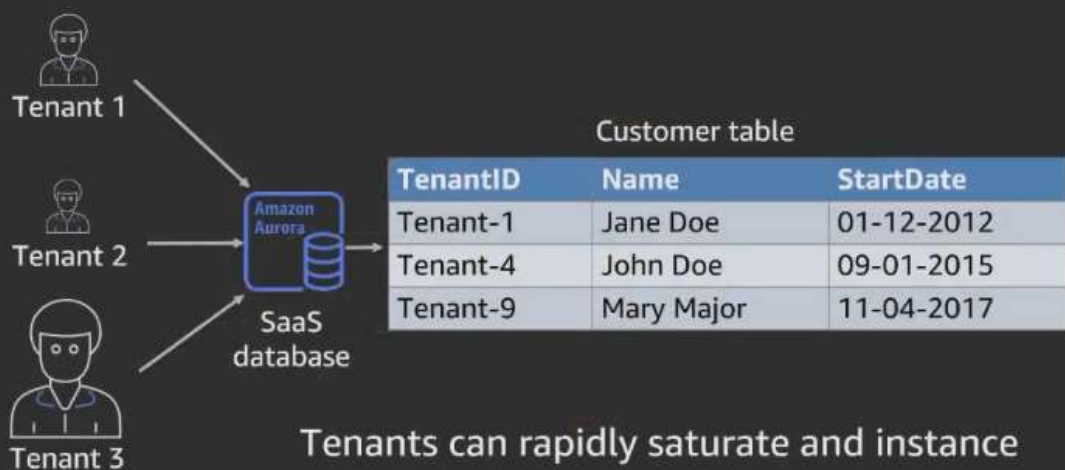 Tenant 1
Tenant 2
Tenant 3
Amazon
Aurora
SaaS
database
Customer table
TenantID Name StartDate
Tenant-1 Jane Doe 01-12-2012
Tenant-4 John Doe 09-01-2015
Tenant-9 Mary Major 11-04-2017
Tenants can rapidly saturate and instance